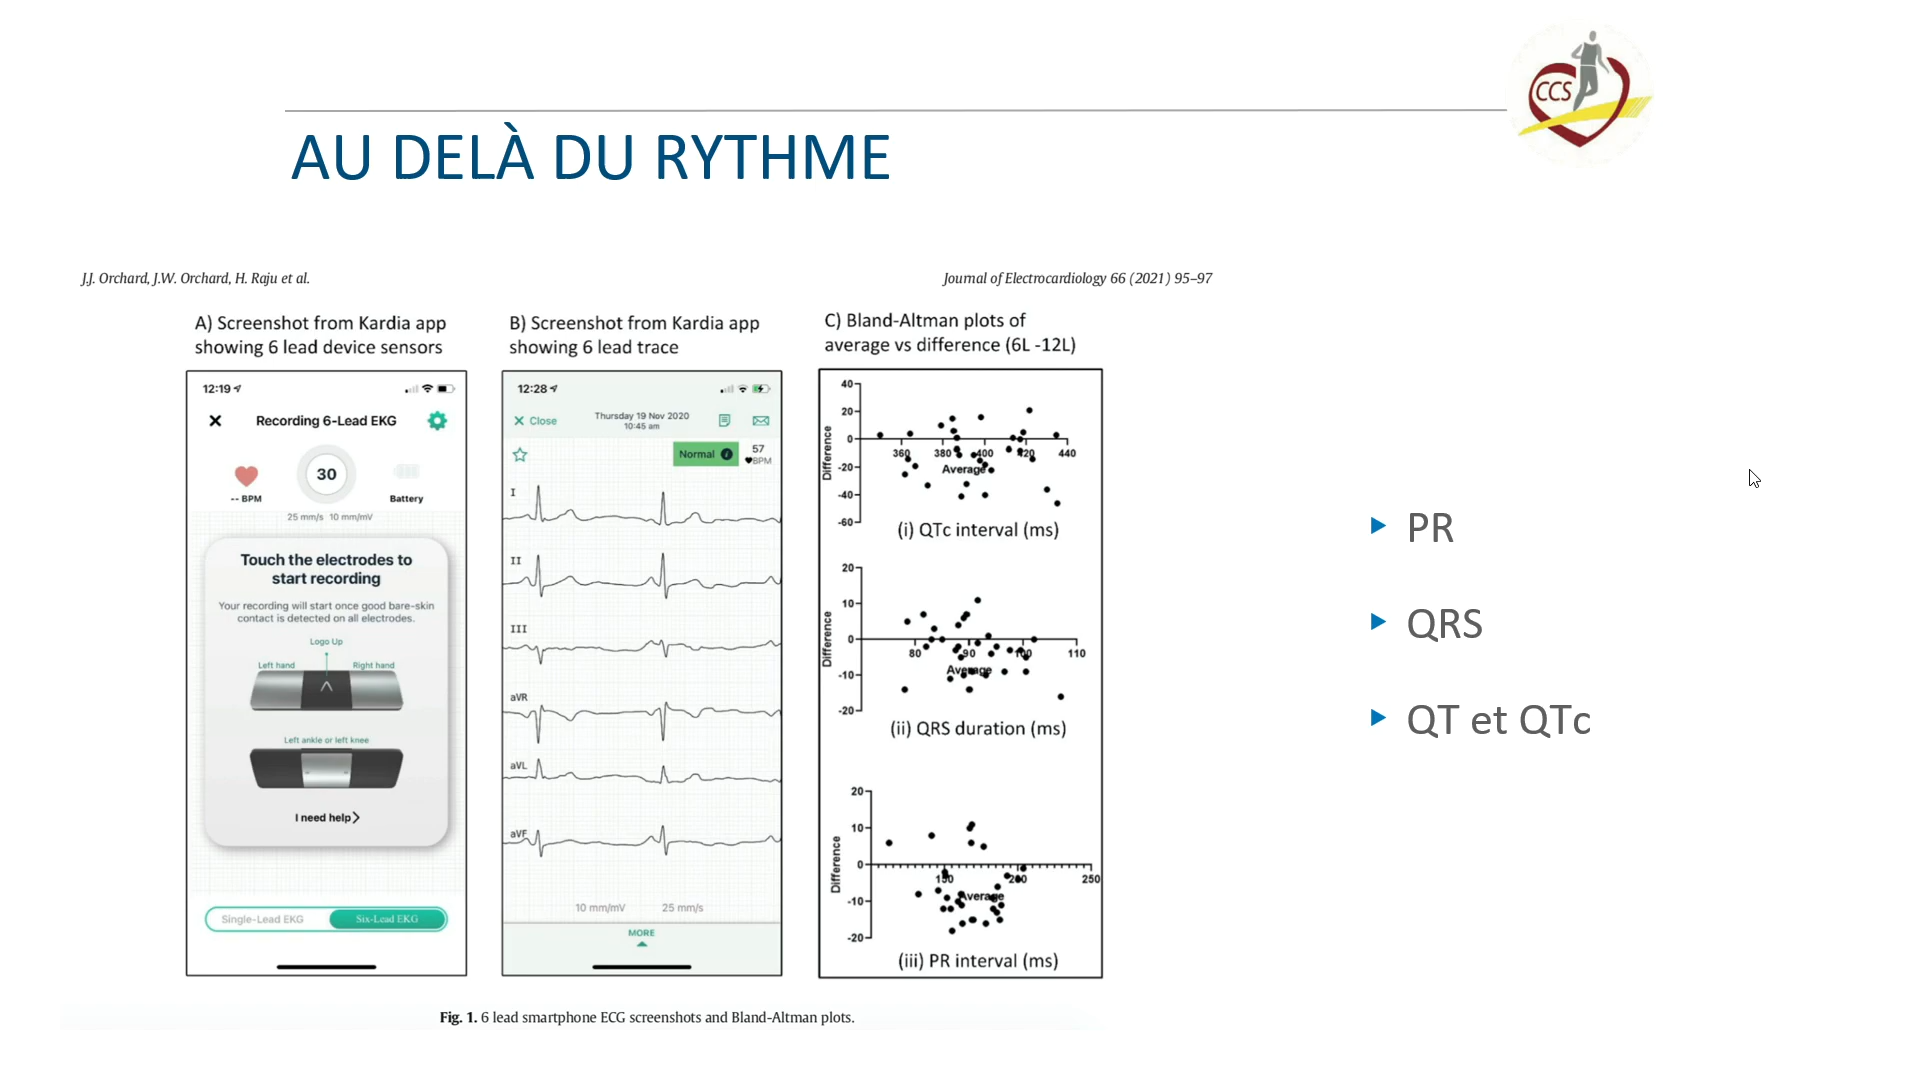 CCS
AU DELÀ DU RYTHME
J.J. Orchard, J.W. Orchard, H. Raju et al.
Journal of Electrocardiology 66 (2021) 95–97
A) Screenshot from Kardia app
showing 6 lead device sensors
12:19
Recording 6-Lead EKG
30
-- BPM
Battery
25 mm/s 10 mm/mV
Touch the electrodes to
start recording
Your recording will start once good bare-skin
contact is detected on all electrodes.
Logo Up
Left hand
Right hand
Left ankle or left knee
I need help
Single-Lead EKG
Six-Lead EKG
B) Screenshot from Kardia app
showing 6 lead trace
12:28
Close
Thursday 19 Nov 2020
10:45 am
Normal
57
BPM
I
II
III
aVR
aVL
aVF
10 mm/mV 25 mm/s
MORE
C) Bland-Altman plots of
average vs difference (6L -12L)
40
20
0
-20
-40
-60
Difference
360 380 400 420 440
Average
(i) QTc interval (ms)
20
10
0
-10
-20
Difference
80 90 100 110
Average
(ii) QRS duration (ms)
20
10
0
-10
-20
Difference
150 200 250
Average
(iii) PR interval (ms)
Fig. 1. 6 lead smartphone ECG screenshots and Bland-Altman plots.
PR
QRS
QT et QTc